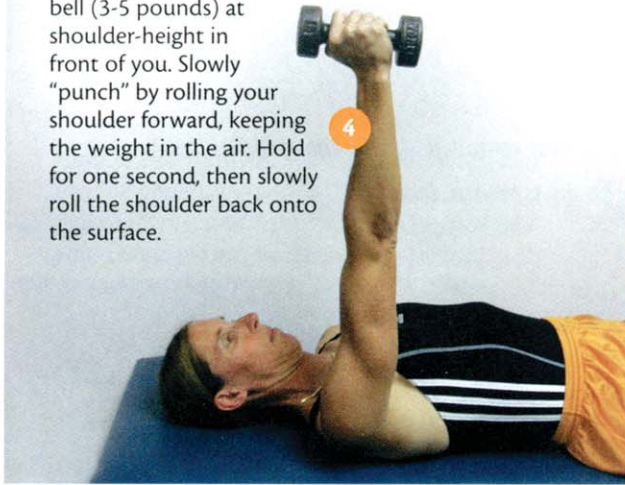 bell (3-5 pounds) at
shoulder-height in
front of you. Slowly
“punch” by rolling your
shoulder forward, keeping
the weight in the air. Hold
for one second, then slowly
roll the shoulder back onto
the surface.
4